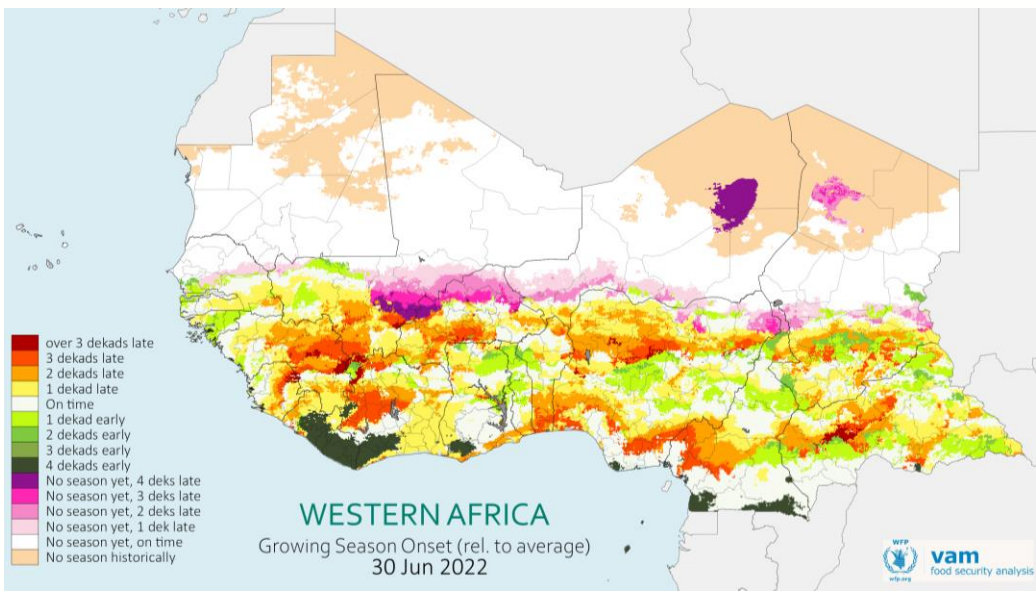 over 3 dekads late
3 dekads late
2 dekads late
1 dekad late
On time
1 dekad early
2 dekads early
3 dekads early
4 dekads early
No season yet, 4 deks late
No season yet, 3 deks late
No season yet, 2 deks late
No season yet, 1 dek late
No season yet, on time
No season historically
WESTERN AFRICA
Growing Season Onset (rel. to average)
30 Jun 2022
WFP
wfp.org
vam
food security analysis